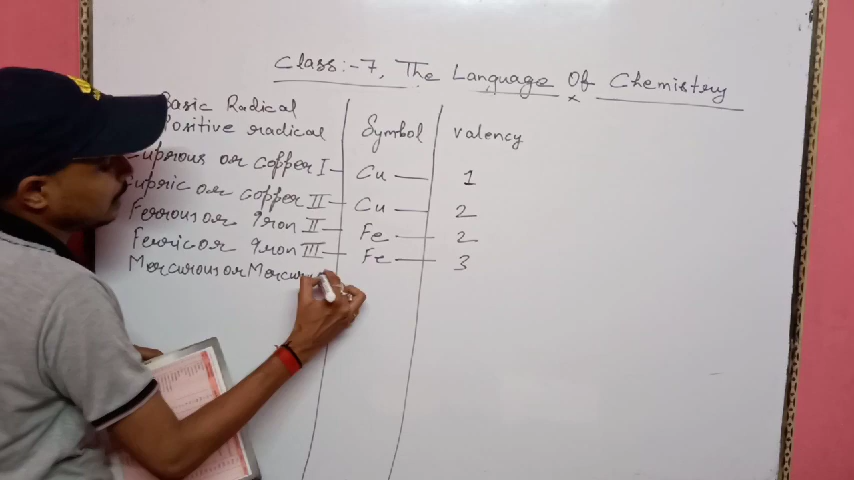 Class:-7, The Language Of Chemistry
Basic Radical
Positive radical Symbol valency
Cuprous or Copper I — Cu — 1
Cupric or Copper II — Cu — 2
Ferrous or Iron II — Fe — 2
Ferric or Iron III — Fe — 3
Mercurous or Mercury